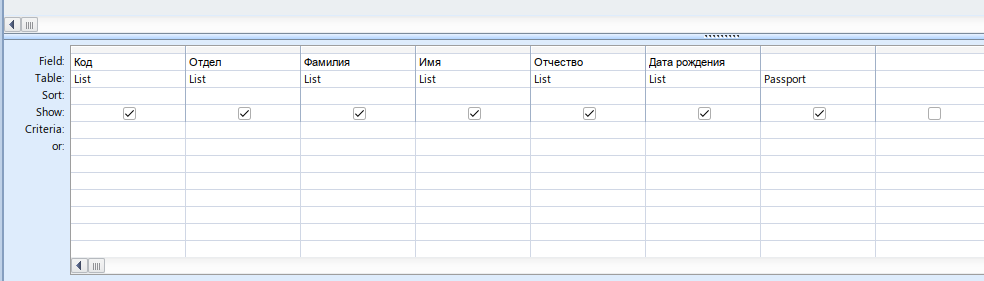 Field: Код Отдел Фамилия Имя Отчество Дата рождения
Table: List List List List List List Passport
Sort:
Show:
Criteria:
or: